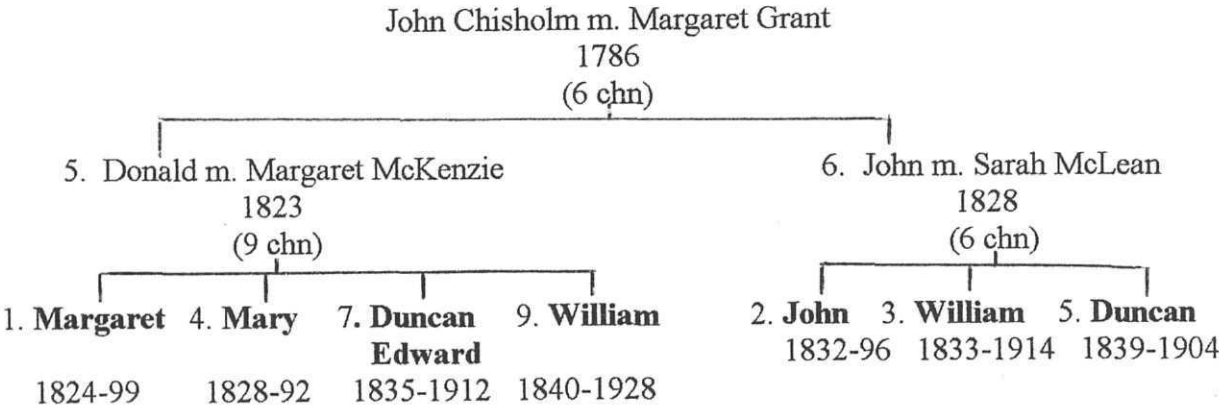 John Chisholm m. Margaret Grant
1786
(6 chn)
5. Donald m. Margaret McKenzie
1823
(9 chn)
6. John m. Sarah McLean
1828
(6 chn)
1. Margaret 4. Mary 7. Duncan 9. William
Edward
1824-99 1828-92 1835-1912 1840-1928
2. John 3. William 5. Duncan
1832-96 1833-1914 1839-1904